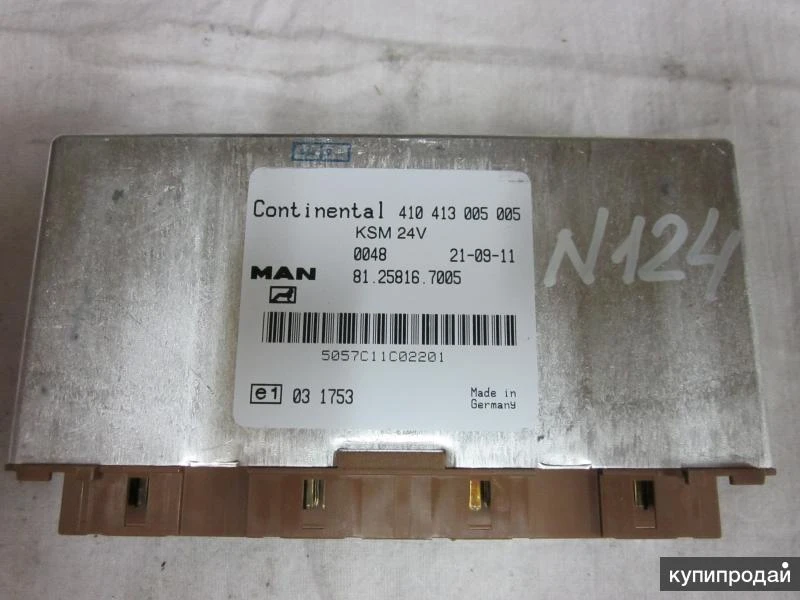 Continental 410 413 005 005
KSM 24V
0048 21-09-11
MAN 81.25816.7005
5057C11C02201
e1 03 1753
Made in
Germany
N124
купипродай